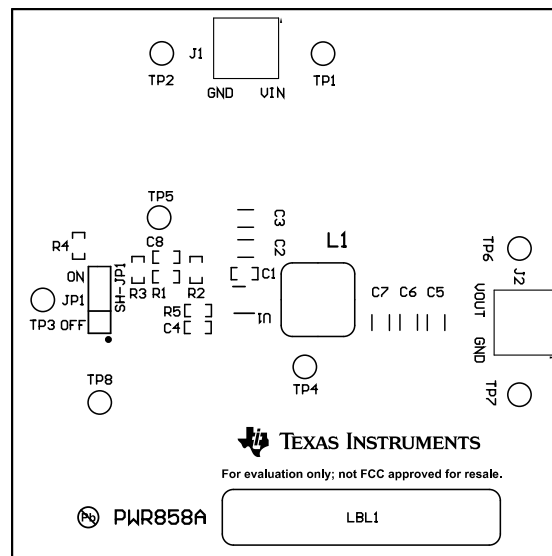 J1
TP2
TP1
GND VIN
TP5
C3
C2
R4
C8
L1
TP6
J2
ON
SH-JP1
R3 R1 R2
C1
JP1
TP3
OFF
R5
C4
U1
C7 C6 C5
VOUT
GND
TP4
TP7
TP8
TEXAS INSTRUMENTS
For evaluation only; not FCC approved for resale.
Pb
PWR858A
LBL1